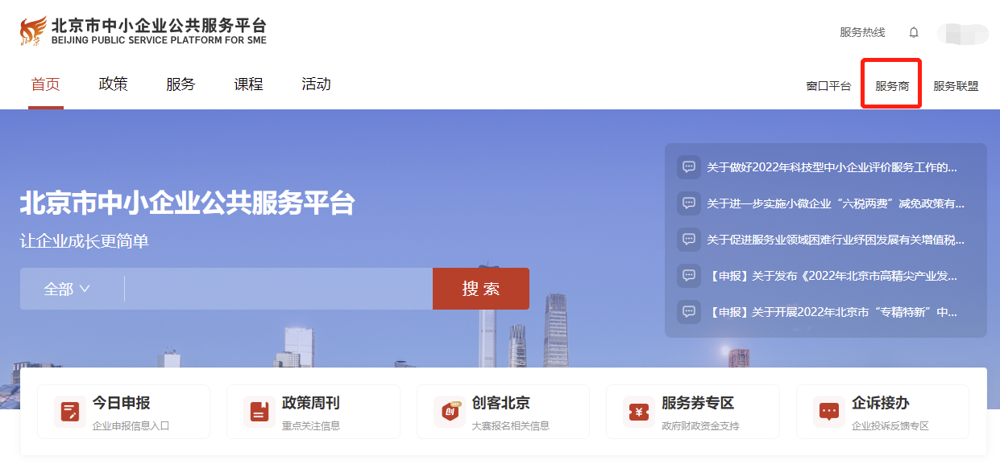 北京市中小企业公共服务平台
BEIJING PUBLIC SERVICE PLATFORM FOR SME
服务热线
首页 政策 服务 课程 活动
窗口平台 服务商 服务联盟
北京市中小企业公共服务平台
让企业成长更简单
全部
搜 索
关于做好2022年科技型中小企业评价服务工作的...
关于进一步实施小微企业“六税两费”减免政策有...
关于促进服务业领域困难行业纾困发展有关增值税...
【申报】关于发布《2022年北京市高精尖产业发...
【申报】关于开展2022年北京市“专精特新”中...
今日申报
企业申报信息入口
政策周刊
重点关注信息
创
创客北京
大赛报名相关信息
¥
服务券专区
政府财政资金支持
企诉接办
企业投诉反馈专区